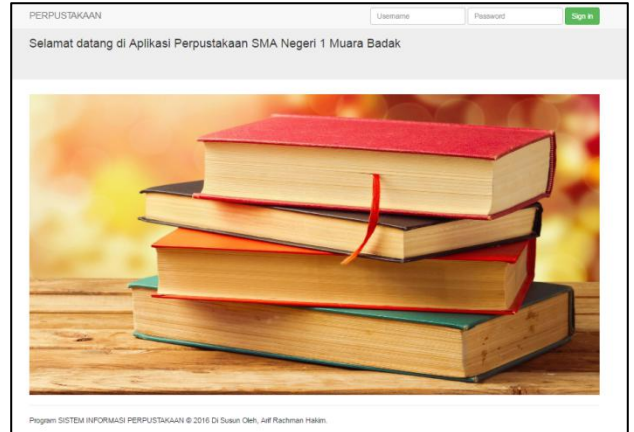 PERPUSTAKAAN
Username
Password
Sign in
Selamat datang di Aplikasi Perpustakaan SMA Negeri 1 Muara Badak
Program SISTEM INFORMASI PERPUSTAKAAN © 2016 Di Susun Oleh, Arif Rachman Hakim.